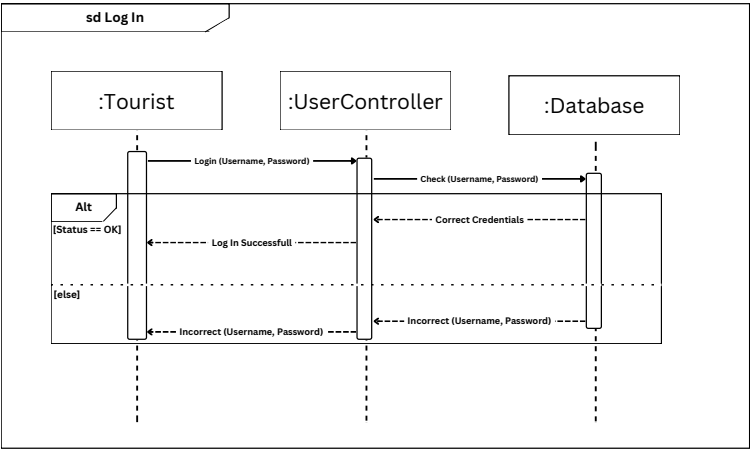 sd Log In
:Tourist
:UserController
:Database
Login (Username, Password)
Check (Username, Password)
Alt
[Status == OK]
Correct Credentials
Log In Successfull
[else]
Incorrect (Username, Password)
Incorrect (Username, Password)